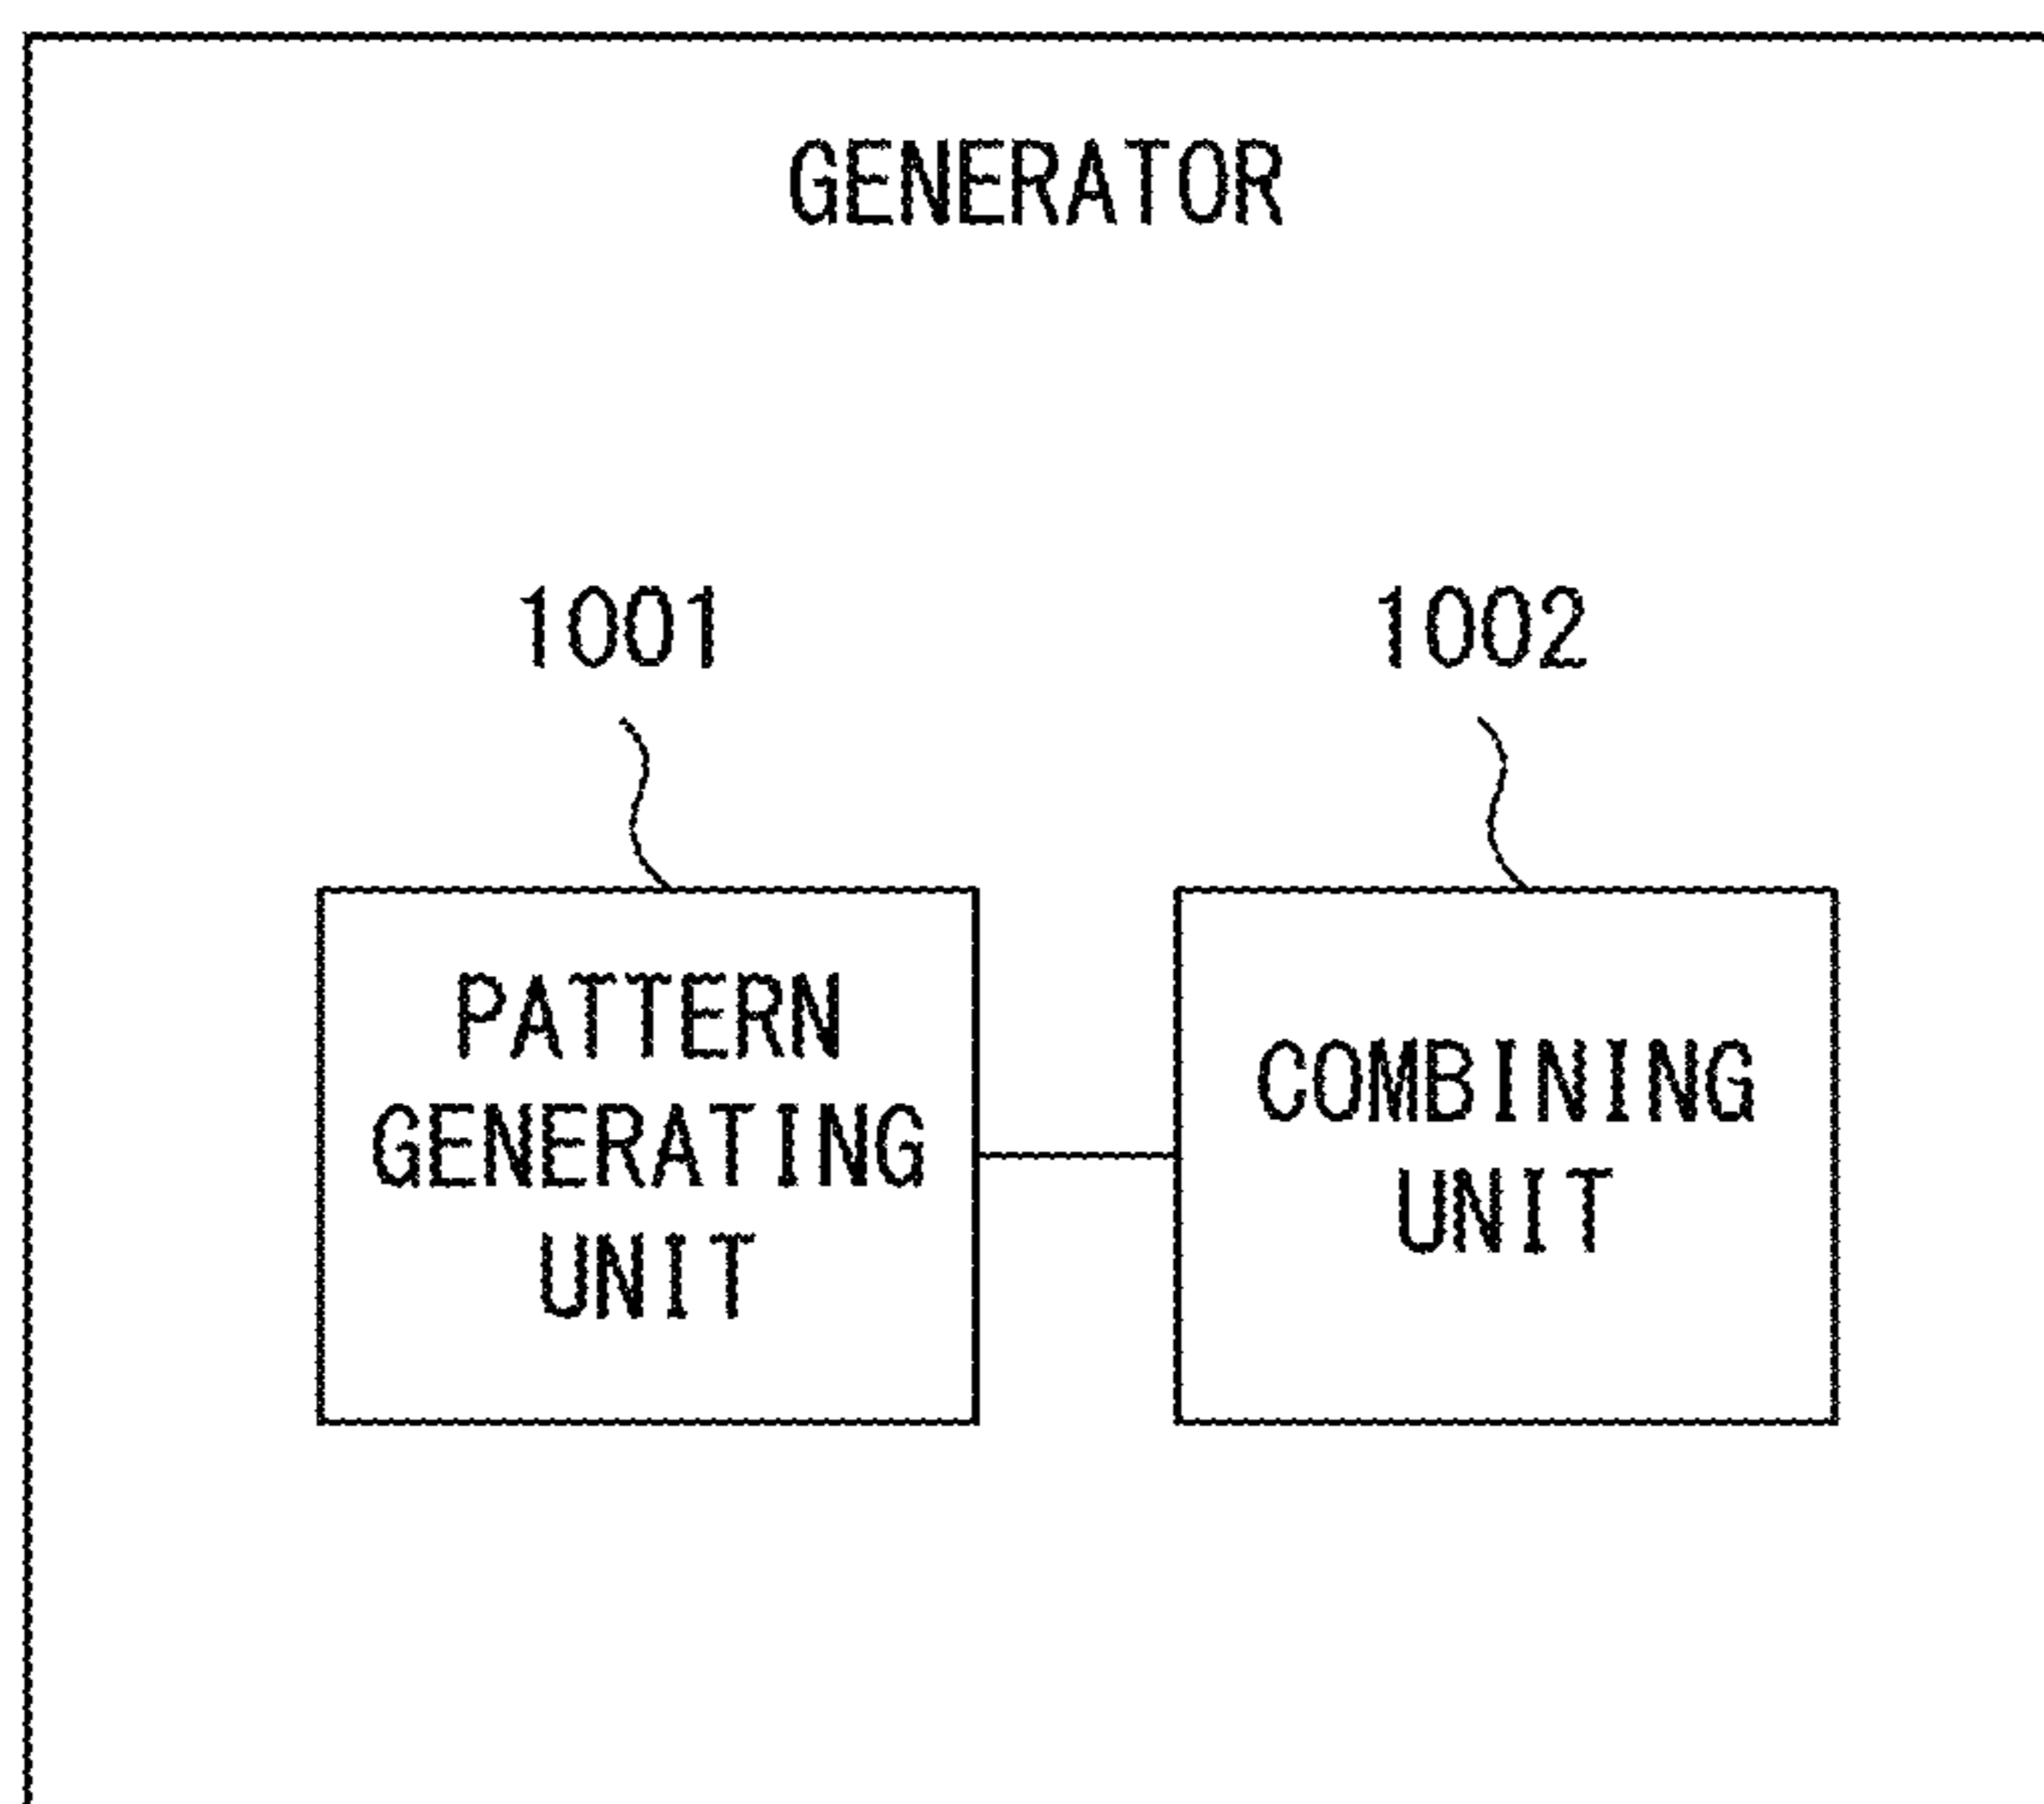 GENERATOR
1001
1002
PATTERN
GENERATING
UNIT
COMBINING
UNIT